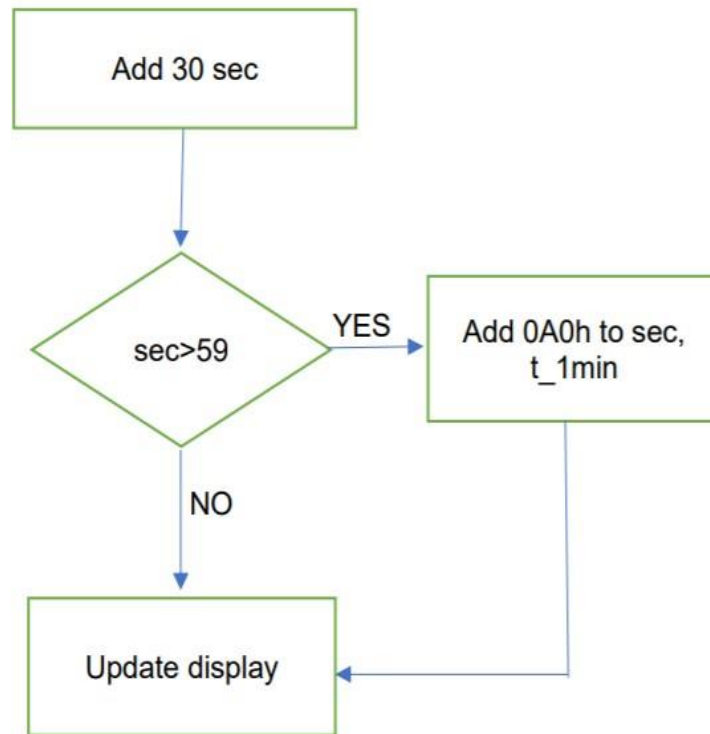 Add 30 sec
sec>59
YES
Add 0A0h to sec,
t_1min
NO
Update display